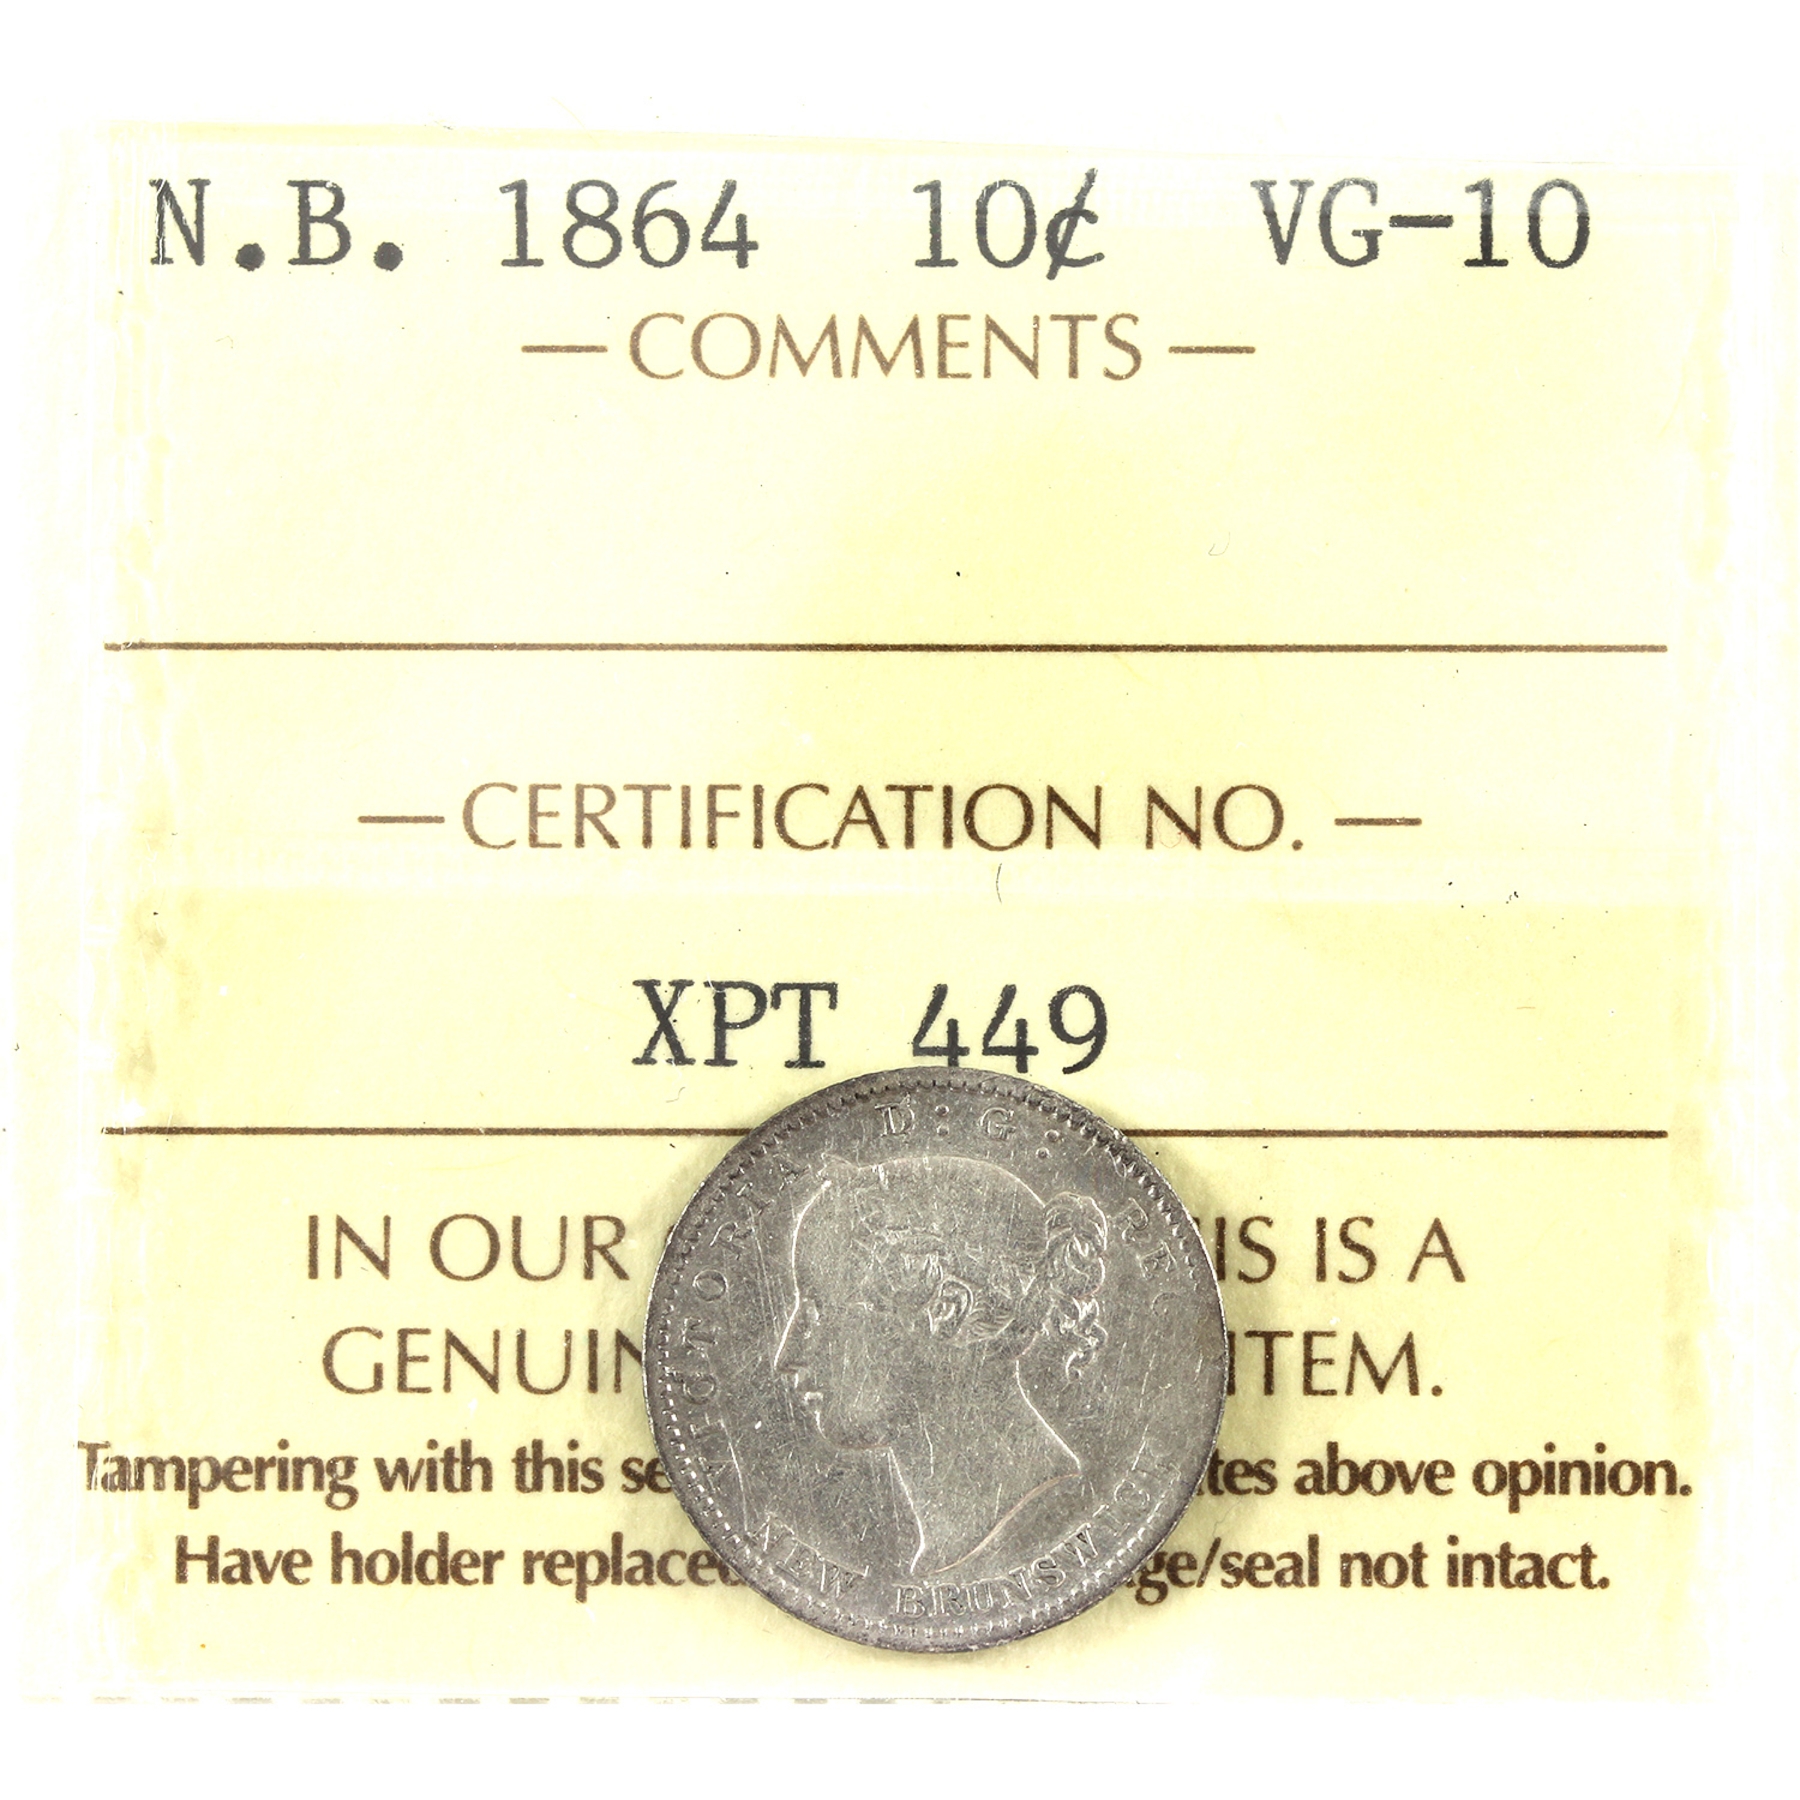 N.B. 1864 10¢ VG-10
— COMMENTS —
— CERTIFICATION NO. —
XPT 449
IN OUR IS IS A
GENUIN ITEM.
Tampering with this se tes above opinion.
Have holder replaced ge/seal not intact.
VICTORIA D: G: REG
NEW BRUNSWICK